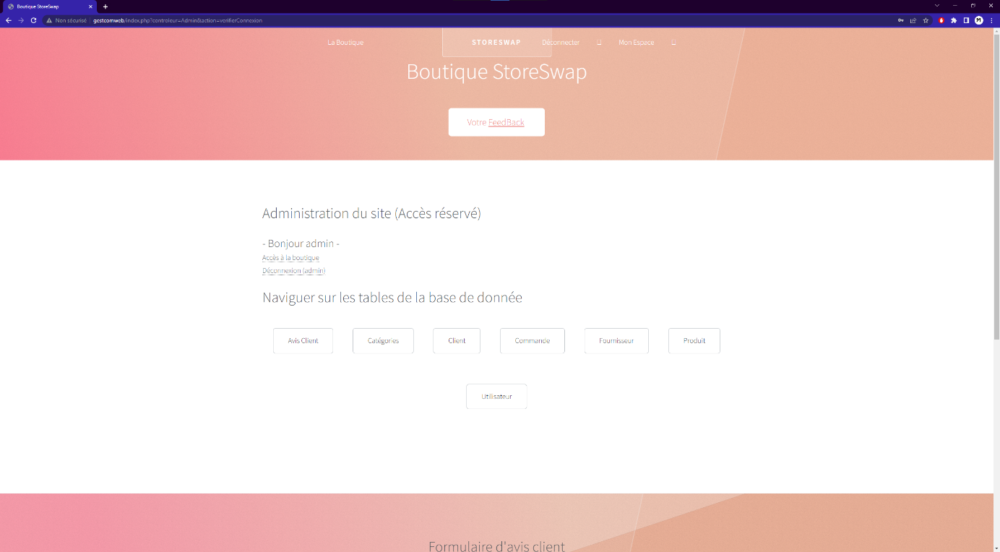 Boutique StoreSwap
Non sécurisé | gestcomweb/index.php?controleur=Admin&action=verifierConnexion
M
La Boutique
STORESWAP
Déconnecter
Mon Espace
Boutique StoreSwap
Votre FeedBack
Administration du site (Accès réservé)
- Bonjour admin -
Accès à la boutique
Déconnexion (admin)
Naviguer sur les tables de la base de donnée
Avis Client
Catégories
Client
Commande
Fournisseur
Produit
Utilisateur
Formulaire d'avis client